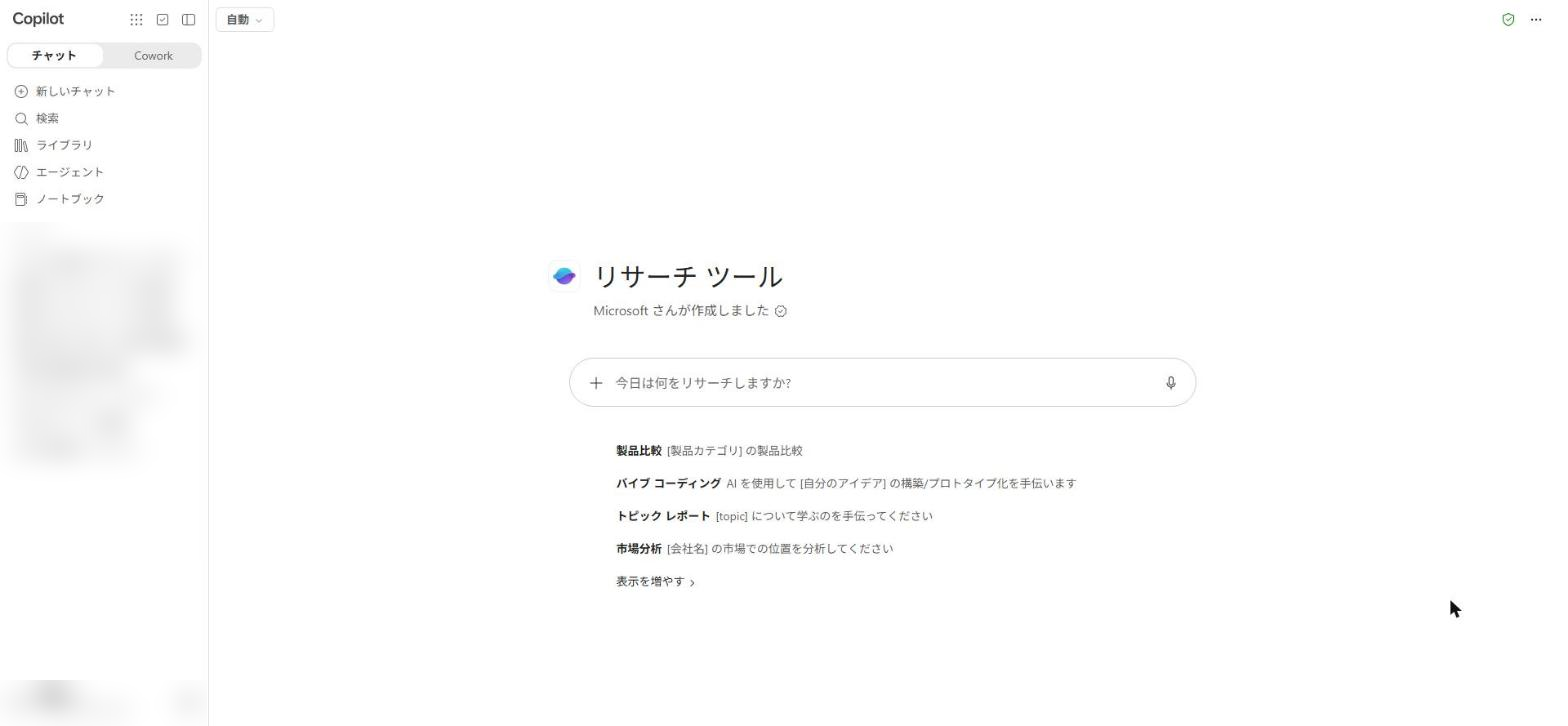 Copilot
自動
チャット
Cowork
新しいチャット
検索
ライブラリ
エージェント
ノートブック
リサーチ ツール
Microsoft さんが作成しました
今日は何をリサーチしますか?
製品比較 [製品カテゴリ] の製品比較
バイブ コーディング AI を使用して [自分のアイデア] の構築/プロトタイプ化を手伝います
トピック レポート [topic] について学ぶのを手伝ってください
市場分析 [会社名] の市場での位置を分析してください
表示を増やす